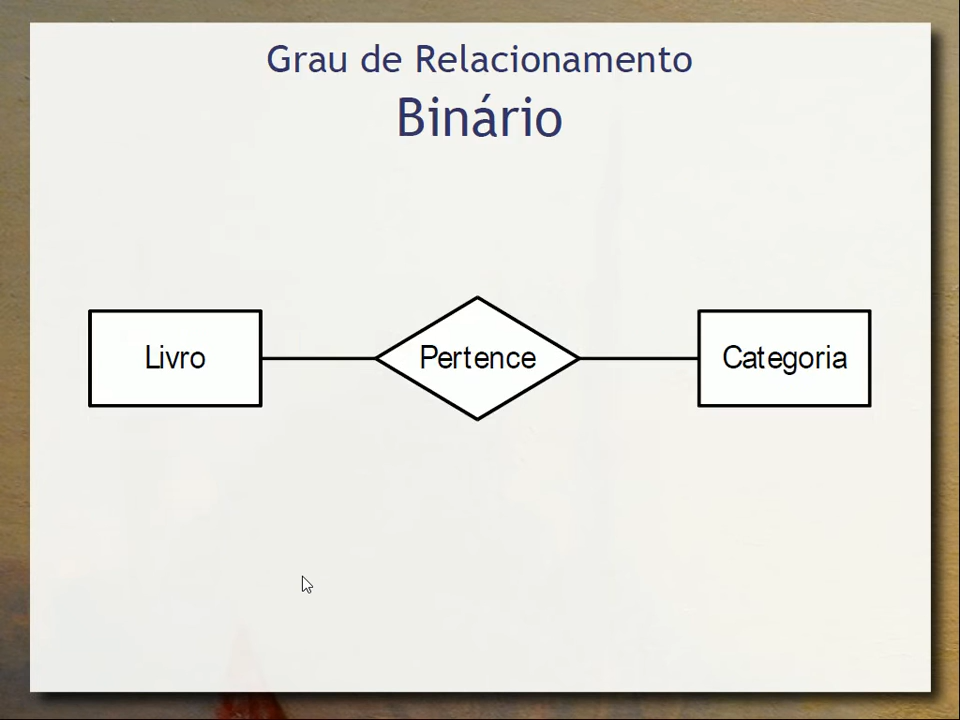 Grau de Relacionamento
Binário
Livro
Pertence
Categoria